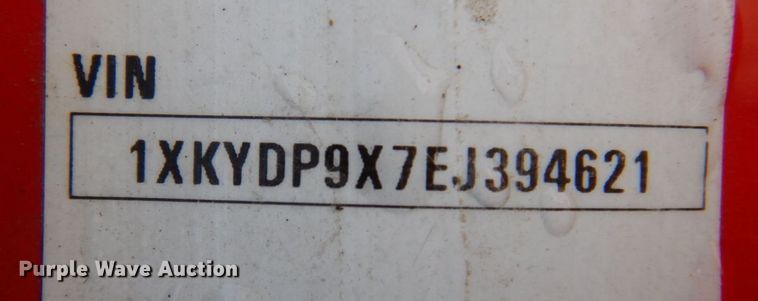 VIN
1XKYDP9X7EJ394621
Purple Wave Auction